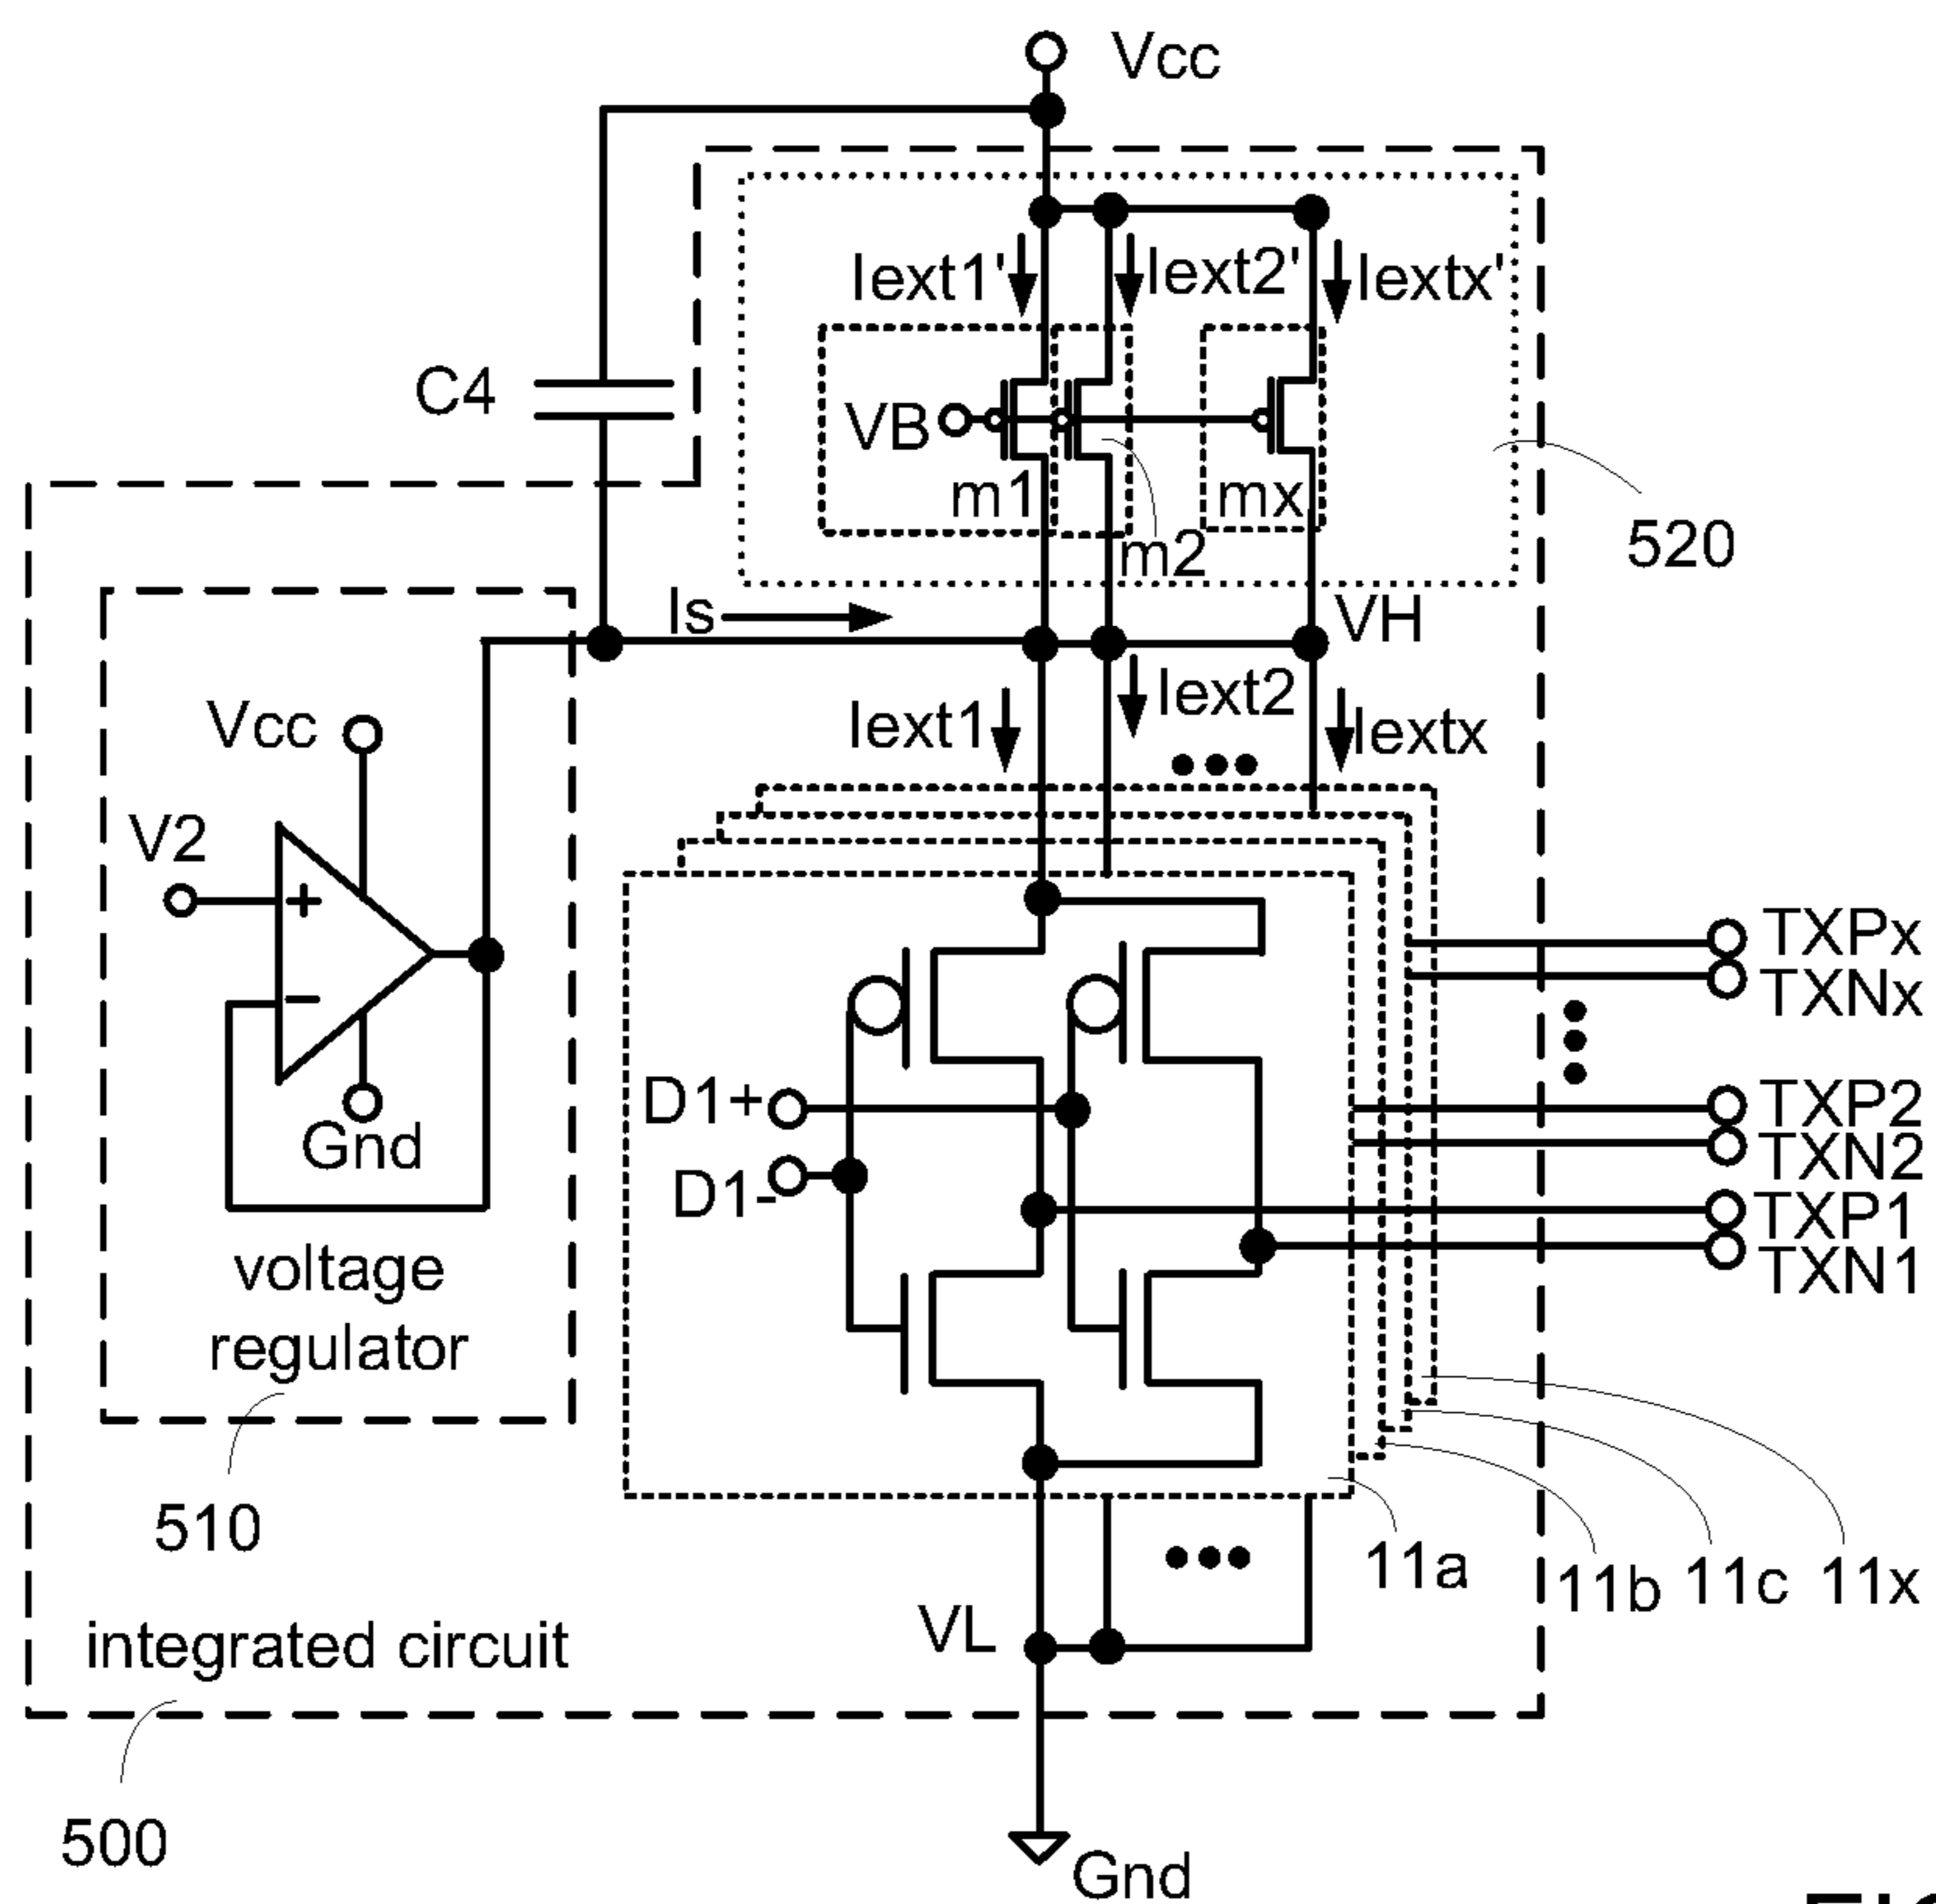 Vcc
Iext1' Iext2' Iextx'
C4
VB
m1 mx
m2
520
Is
VH
Iext1 Iext2 Iextx
Vcc
V2
+
-
Gnd
voltage
regulator
510
D1+
D1-
TXPx
TXNx
TXP2
TXN2
TXP1
TXN1
11a 11b 11c 11x
VL
integrated circuit
500
Gnd